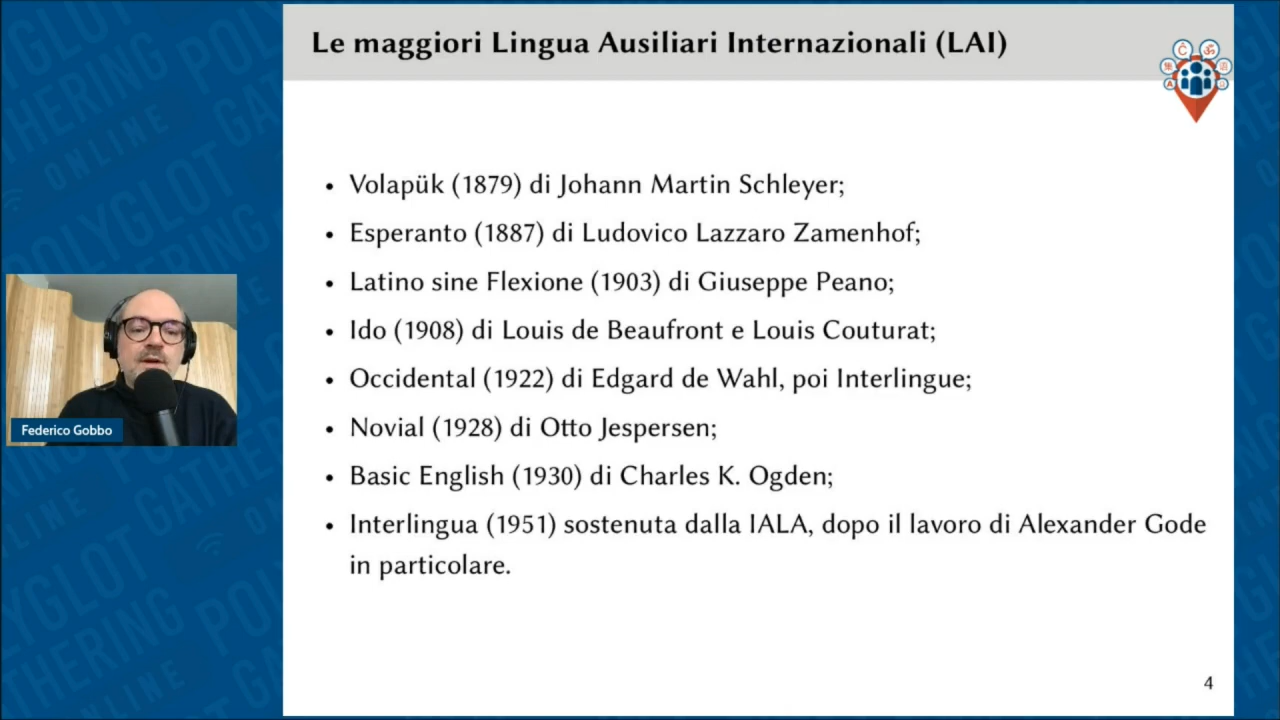 Le maggiori Lingua Ausiliari Internazionali (LAI)
• Volapük (1879) di Johann Martin Schleyer;
• Esperanto (1887) di Ludovico Lazzaro Zamenhof;
• Latino sine Flexione (1903) di Giuseppe Peano;
• Ido (1908) di Louis de Beaufront e Louis Couturat;
• Occidental (1922) di Edgard de Wahl, poi Interlingue;
• Novial (1928) di Otto Jespersen;
• Basic English (1930) di Charles K. Ogden;
• Interlingua (1951) sostenuta dalla IALA, dopo il lavoro di Alexander Gode
in particolare.
4
Federico Gobbo
POLYGLOT
GATHERING
ONLINE